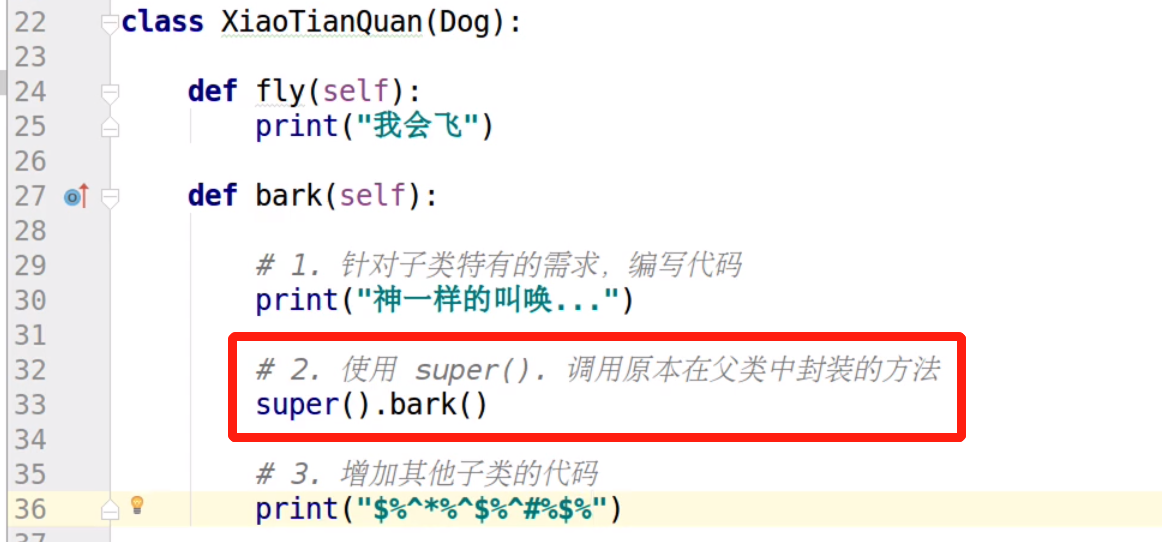 22 class XiaoTianQuan(Dog):
23
24 def fly(self):
25 print("我会飞")
26
27 def bark(self):
28
29 # 1. 针对子类特有的需求，编写代码
30 print("神一样的叫唤...")
31
32 # 2. 使用 super(). 调用原本在父类中封装的方法
33 super().bark()
34
35 # 3. 增加其他子类的代码
36 print("$%^*%^$%^#%$%")
37